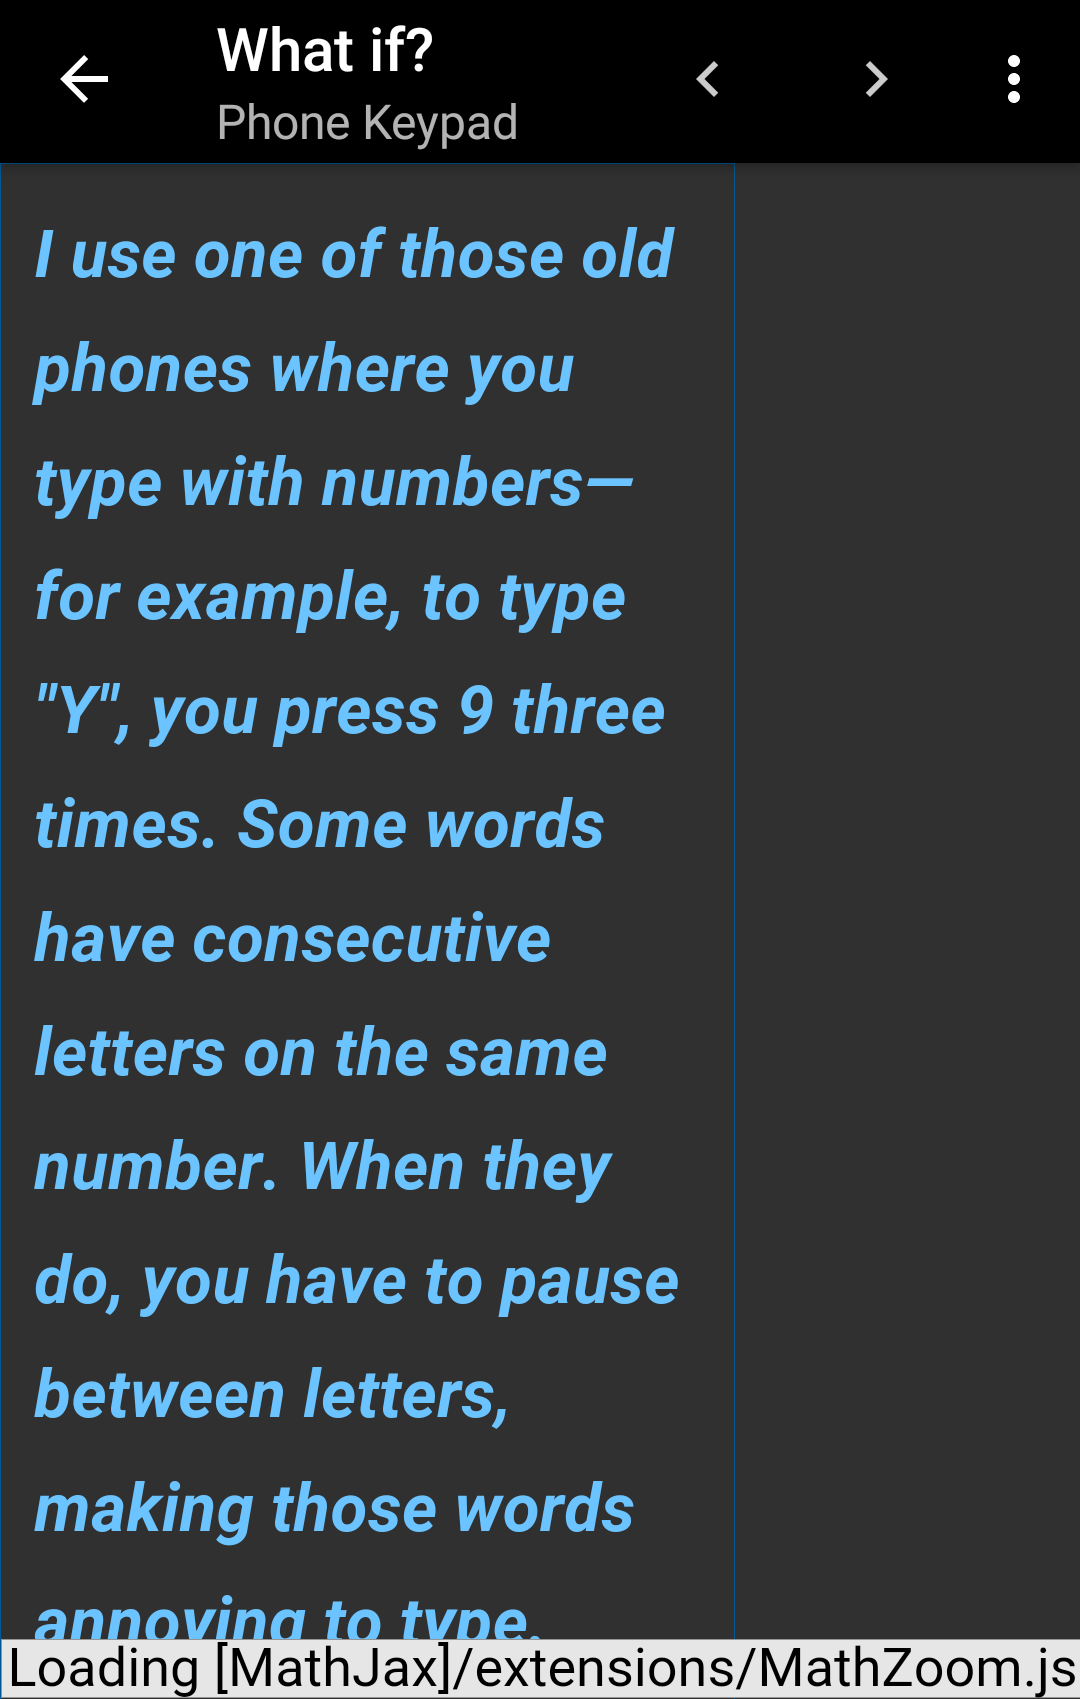 What if?
Phone Keypad
I use one of those old
phones where you
type with numbers—
for example, to type
"Y", you press 9 three
times. Some words
have consecutive
letters on the same
number. When they
do, you have to pause
between letters,
making those words
annoying to type.
Loading [MathJax]/extensions/MathZoom.js